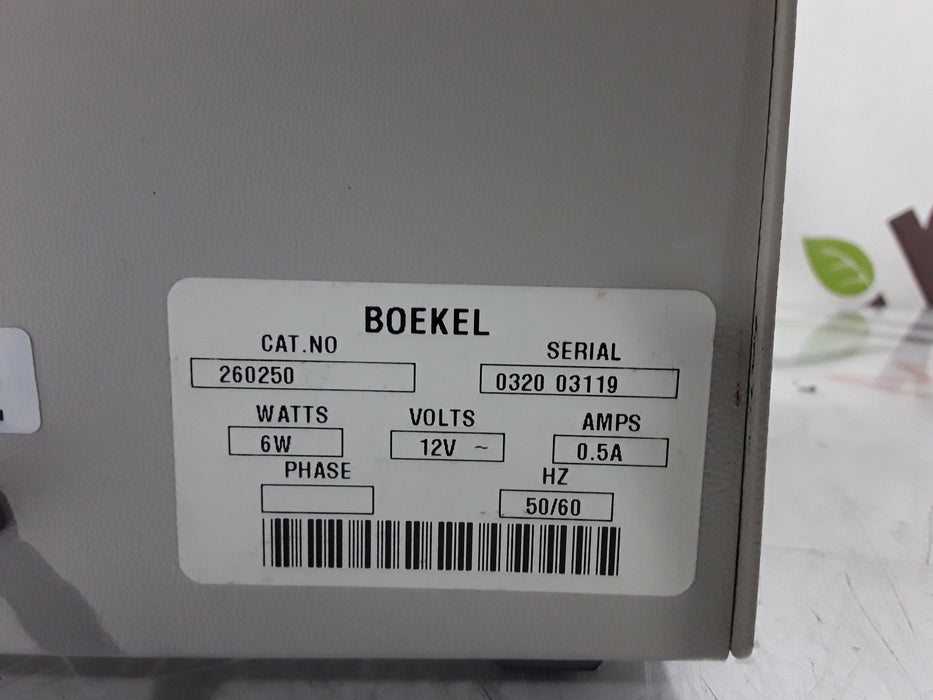 BOEKEL
CAT.NO SERIAL
260250 0320 03119
WATTS VOLTS AMPS
6W 12V ~ 0.5A
PHASE HZ
50/60